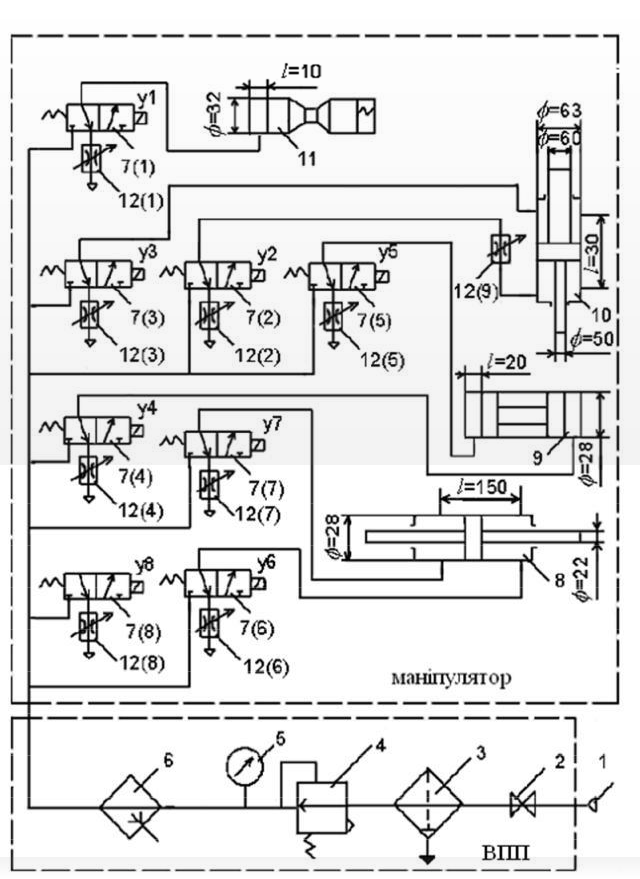 y1
l=10
ϕ=32
7(1)
11
12(1)
ϕ=63
ϕ=60
y3
y2
y5
12(9)
l=30
7(3)
7(2)
7(5)
10
12(3)
12(2)
12(5)
ϕ=50
l=20
y4
y7
9
ϕ=28
7(4)
7(7)
12(4)
12(7)
l=150
ϕ=28
8
ϕ=22
y8
y6
7(8)
7(6)
12(8)
12(6)
маніпулятор
6
5
4
3
2
1
ВПП